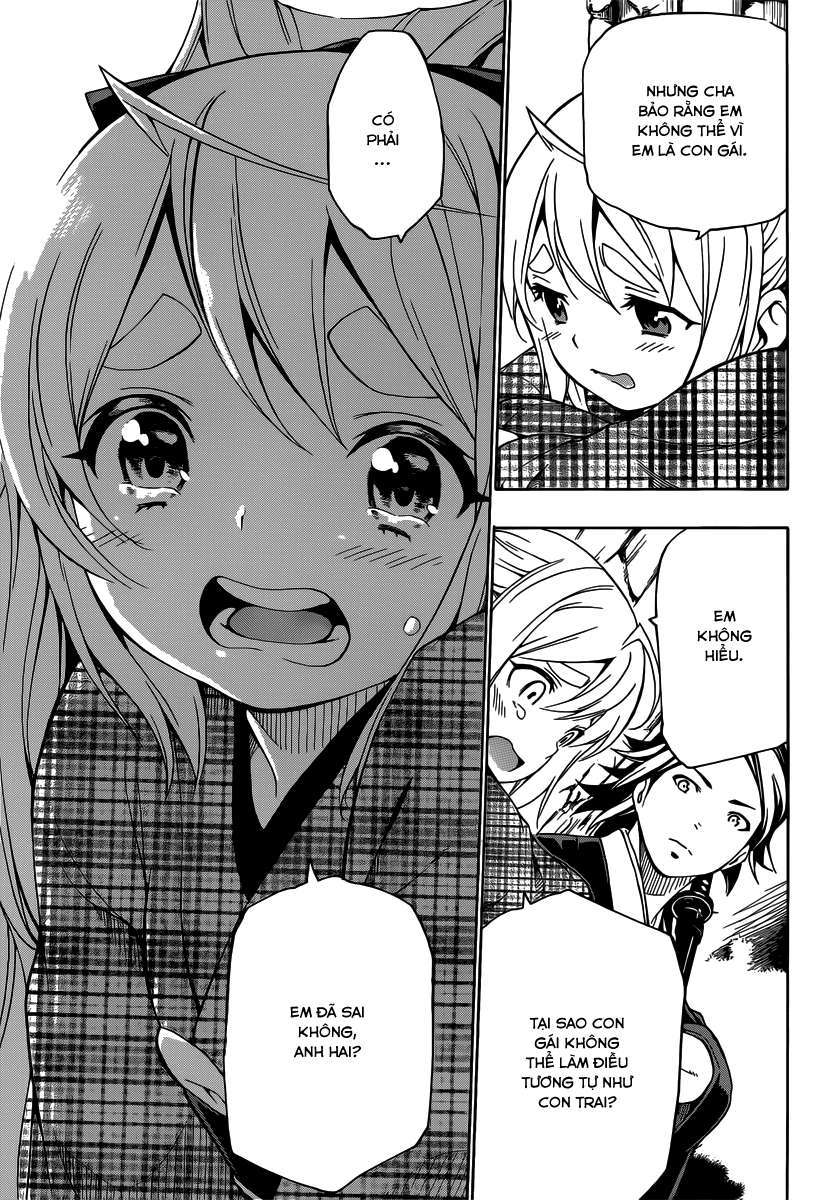 NHƯNG CHA
BẢO RẰNG EM
KHÔNG THỂ VÌ
EM LÀ CON GÁI.
EM
KHÔNG
HIỂU.
TẠI SAO CON
GÁI KHÔNG
THỂ LÀM ĐIỀU
TƯƠNG TỰ NHƯ
CON TRAI?
CÓ
PHẢI
...
EM ĐÃ SAI
KHÔNG,
ANH HAI?